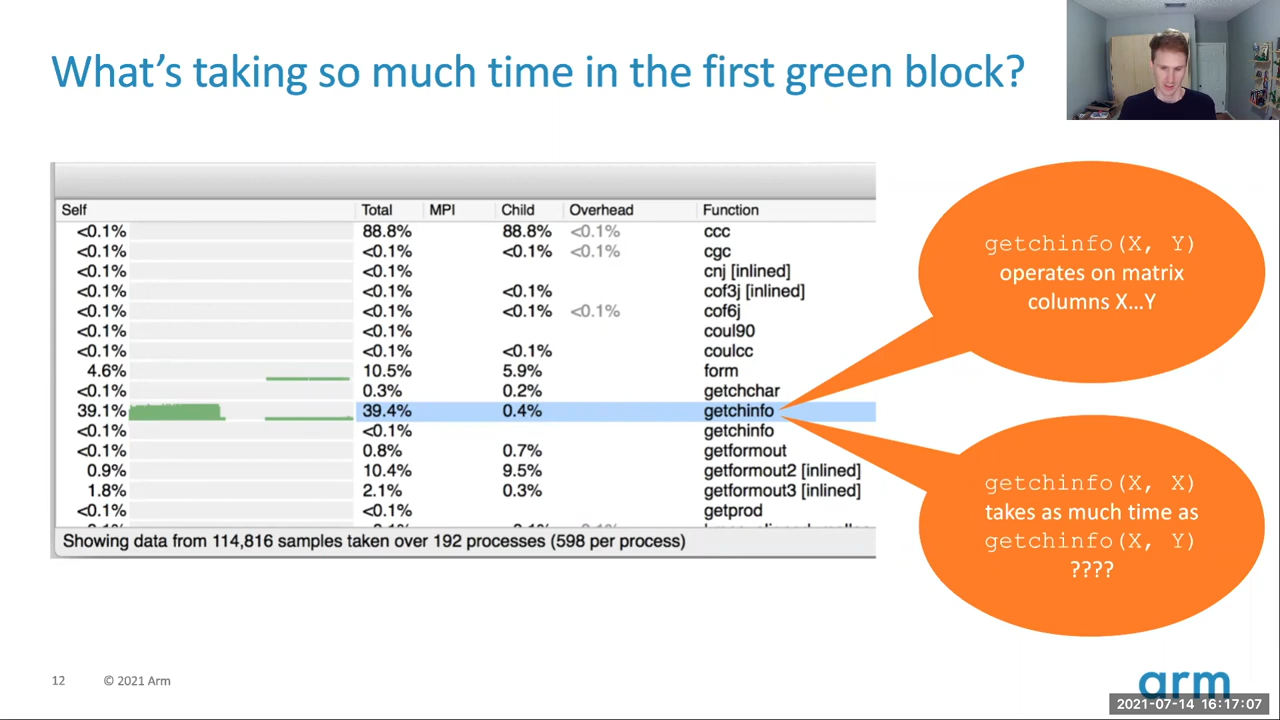 What's taking so much time in the first green block?
Self Total MPI Child Overhead Function
<0.1% 88.8% 88.8% <0.1% ccc
<0.1% <0.1% <0.1% <0.1% cgc
<0.1% <0.1% cnj [inlined]
<0.1% <0.1% <0.1% cof3j [inlined]
<0.1% <0.1% <0.1% <0.1% cof6j
<0.1% <0.1% coul90
<0.1% <0.1% <0.1% coulcc
4.6% 10.5% 5.9% form
<0.1% 0.3% 0.2% getchchar
39.1% 39.4% 0.4% getchinfo
<0.1% <0.1% getchinfo
<0.1% 0.8% 0.7% getformout
0.9% 10.4% 9.5% getformout2 [inlined]
1.8% 2.1% 0.3% getformout3 [inlined]
<0.1% <0.1% getprod
Showing data from 114,816 samples taken over 192 processes (598 per process)
getchinfo(X, Y)
operates on matrix
columns X...Y
getchinfo(X, X)
takes as much time as
getchinfo(X, Y)
????
12 © 2021 Arm
arm
2021-07-14 16:17:07